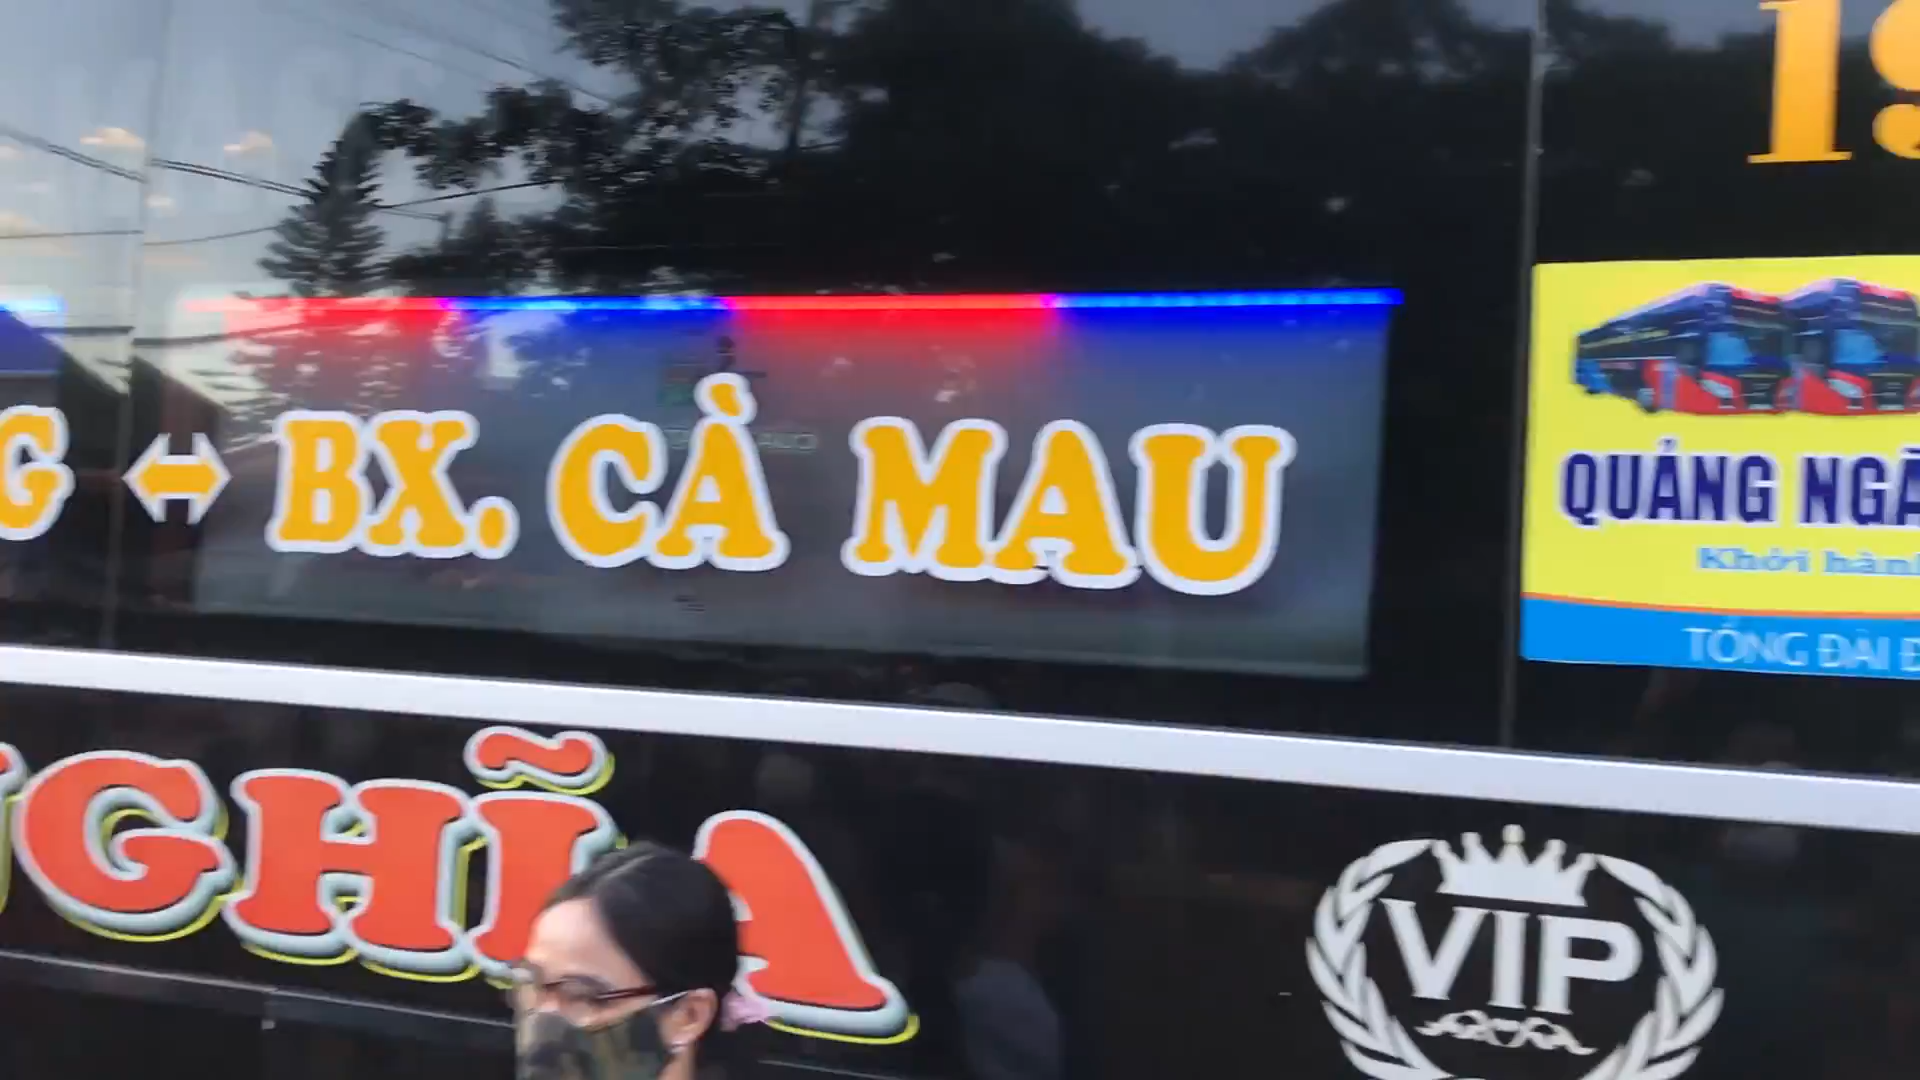 G ↔ BX. CÀ MAU
QUẢNG NGÃ
Khởi hành
TỔNG ĐÀI Đ
GHĨA
VIP